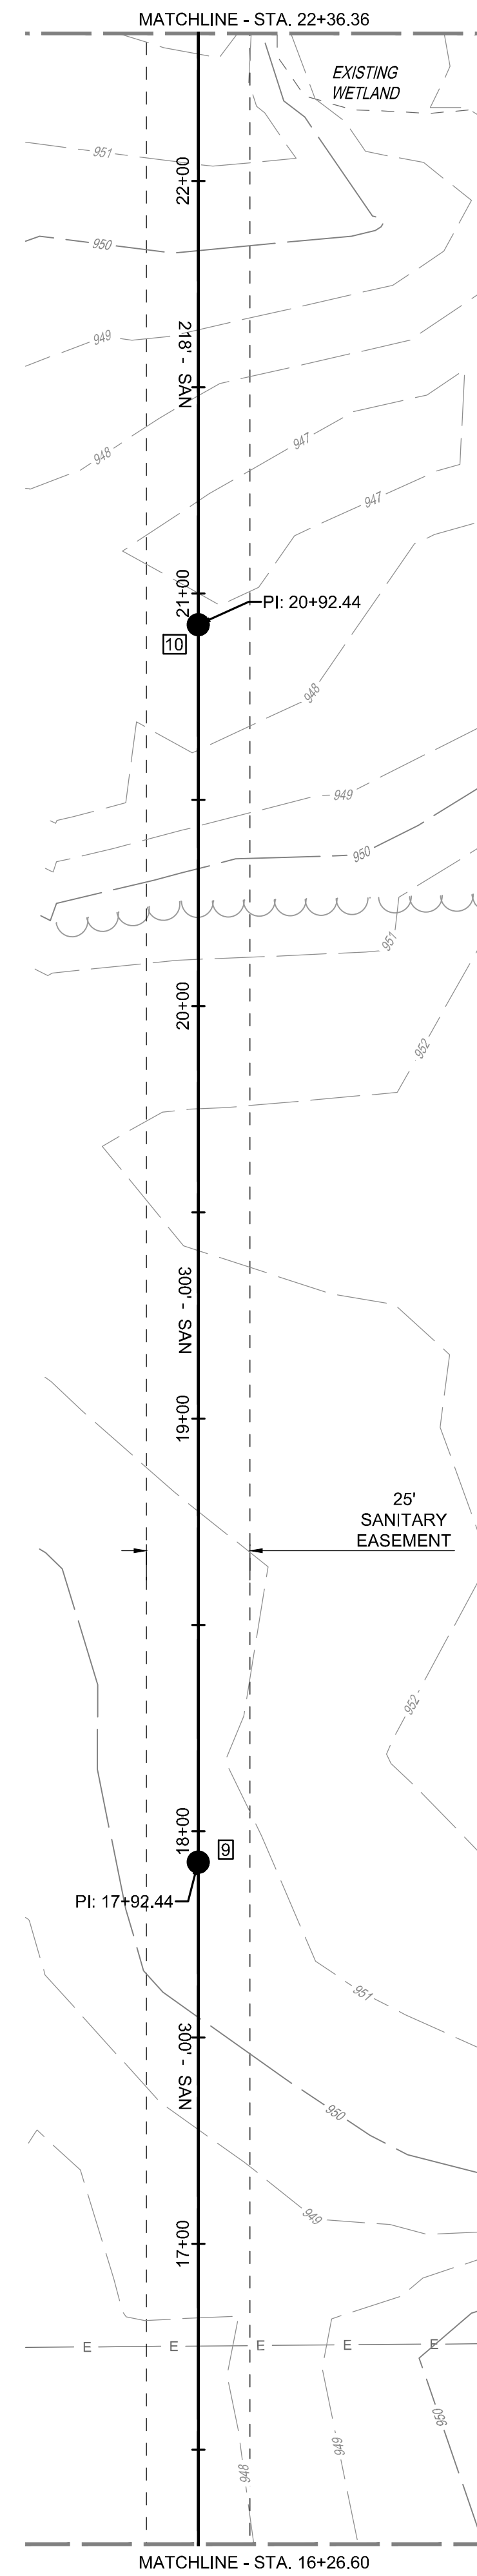 MATCHLINE - STA. 22+36.36
EXISTING
WETLAND
951
22+00
950
949
218' - SAN
948
947
947
21+00
PI: 20+92.44
10
948
949
950
951
20+00
952
300' - SAN
19+00
25'
SANITARY
EASEMENT
952
18+00
9
PI: 17+92.44
951
300' - SAN
950
949
17+00
E E E E E
950
949
948
MATCHLINE - STA. 16+26.60